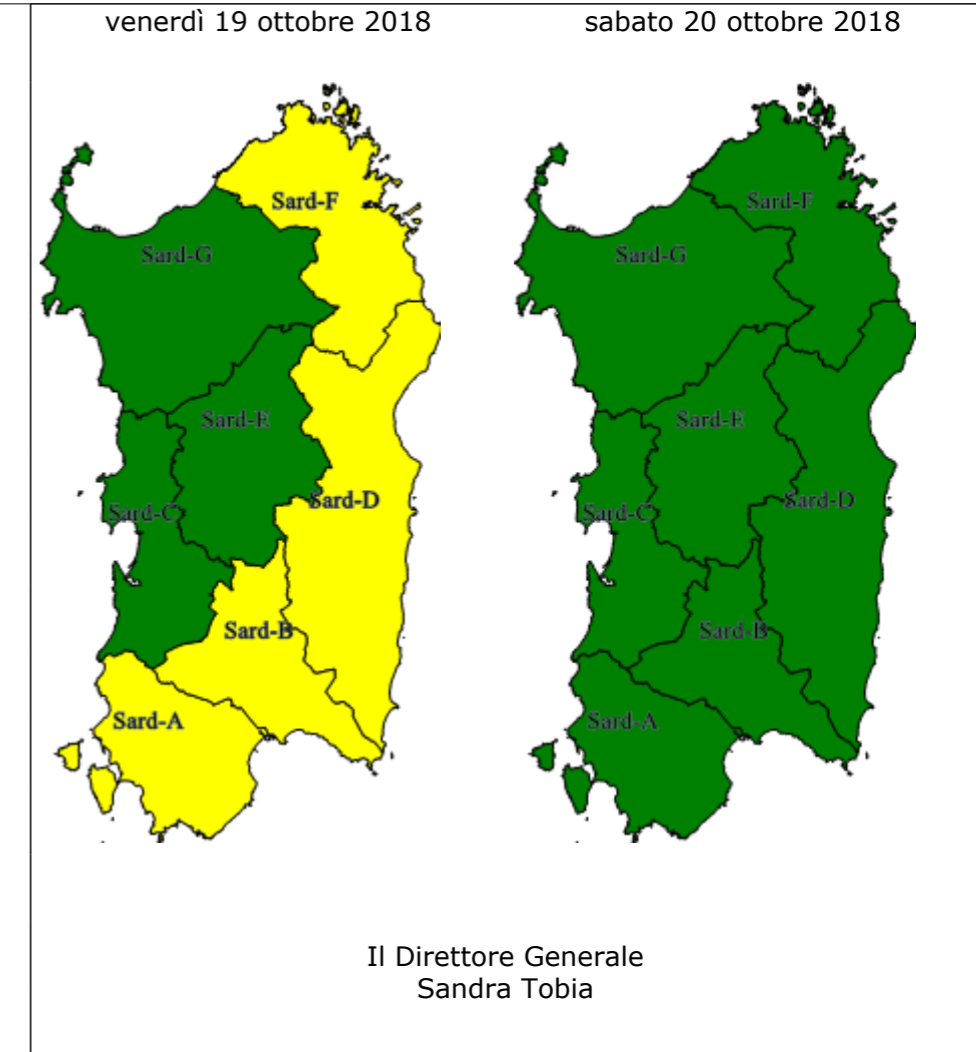 venerdì 19 ottobre 2018
sabato 20 ottobre 2018
Sard-F
Sard-G
Sard-E
Sard-D
Sard-C
Sard-B
Sard-A
Sard-F
Sard-G
Sard-E
Sard-D
Sard-C
Sard-B
Sard-A
Il Direttore Generale
Sandra Tobia